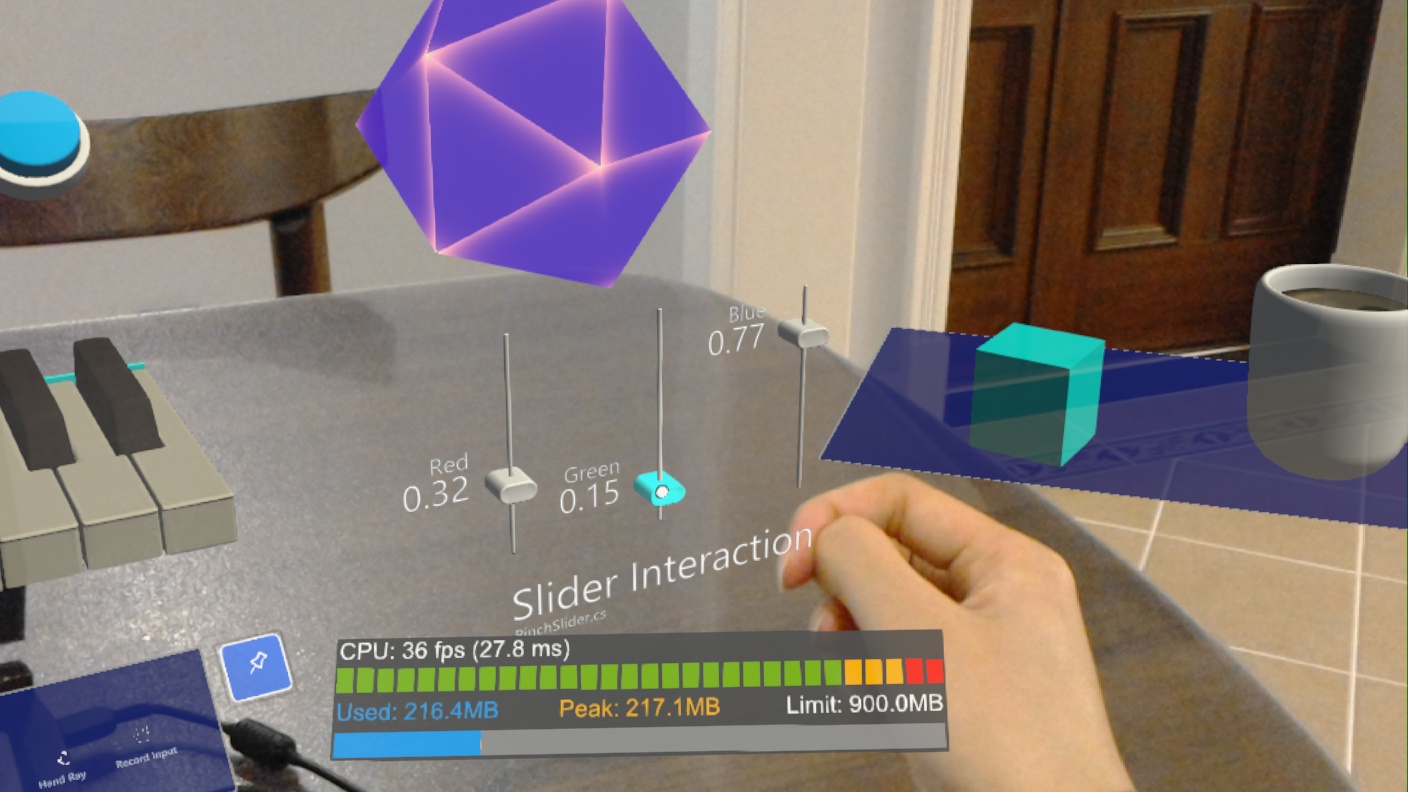 Blue
0.77
Red
0.32
Green
0.15
Slider Interaction
PinchSlider.cs
CPU: 36 fps (27.8 ms)
Used: 216.4MB Peak: 217.1MB Limit: 900.0MB
Hand Ray
Record Input